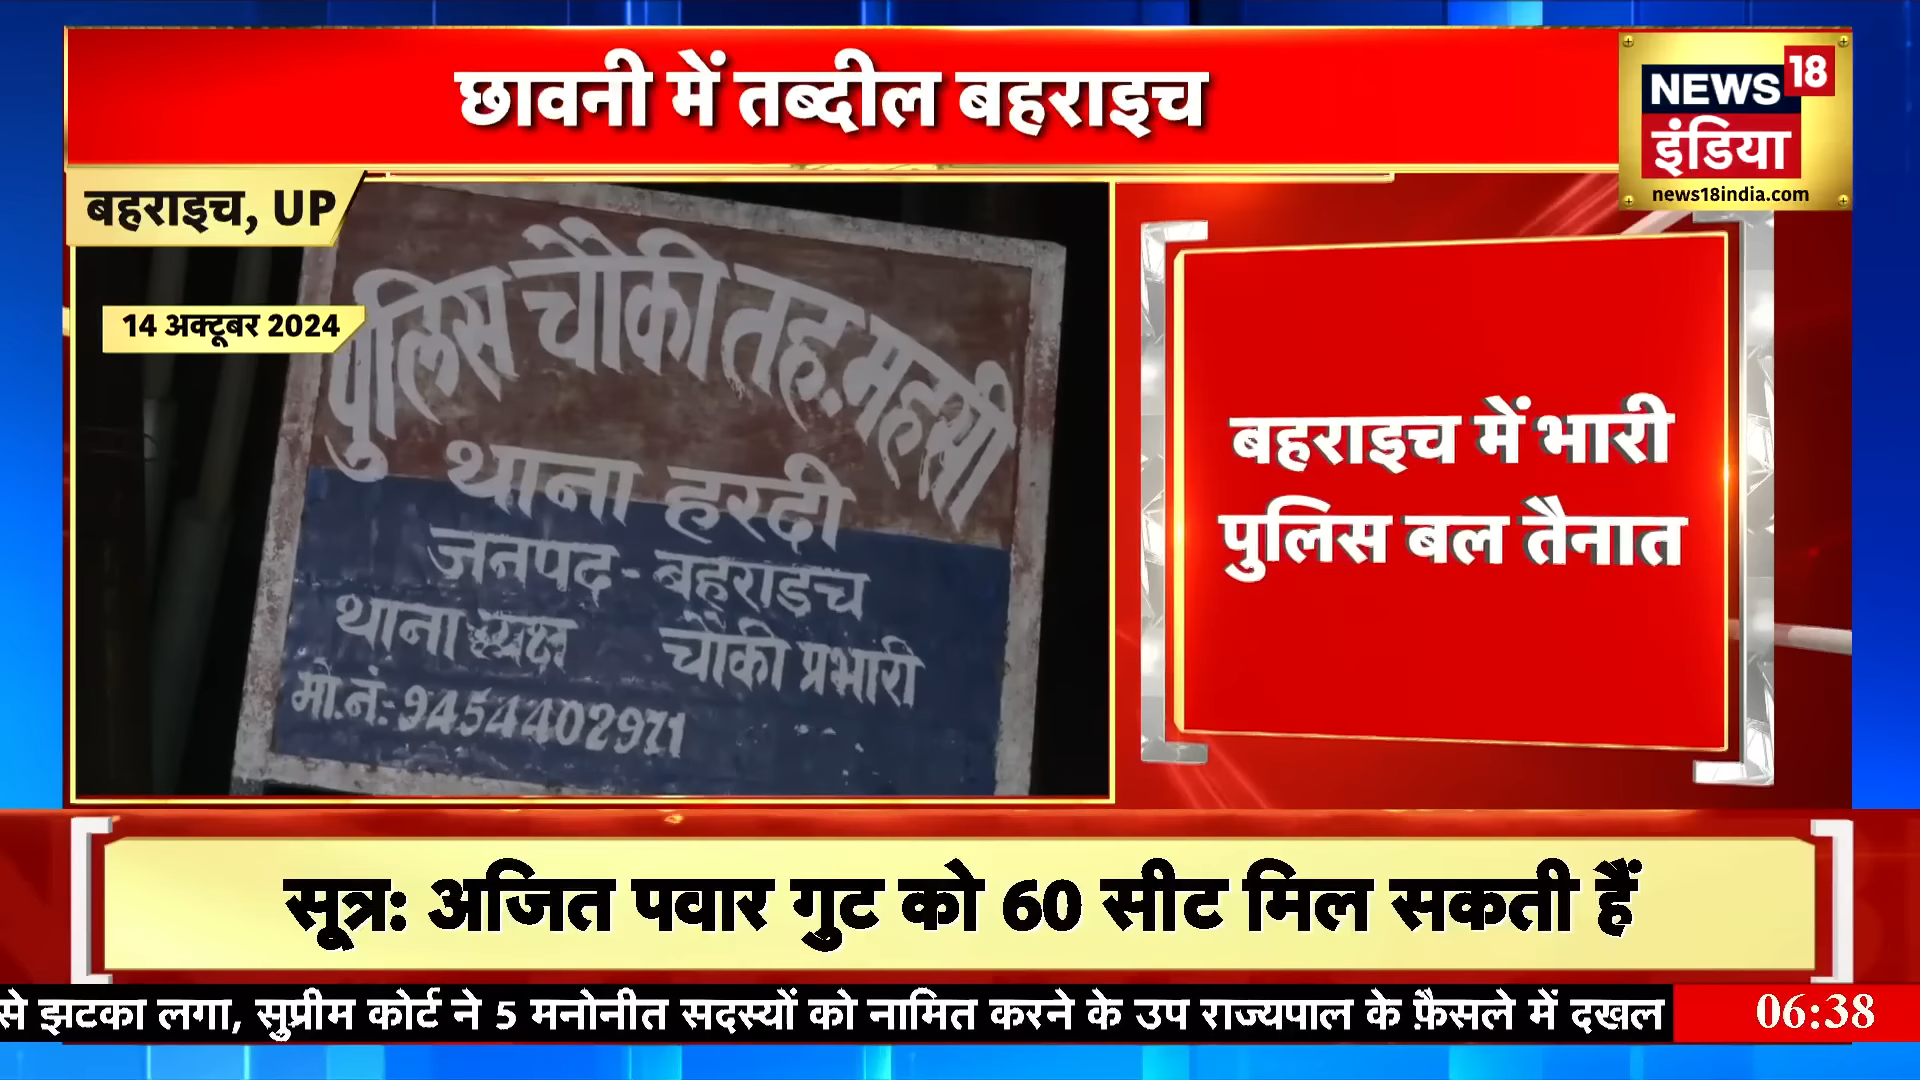 छावनी में तब्दील बहराइच
NEWS 18
इंडिया
news18india.com
बहराइच, UP
14 अक्टूबर 2024
पुलिस चौकी तह. महसी
थाना हरदी
जनपद - बहराइच
थानाध्यक्ष चौकी प्रभारी
मो.नं:- 9454402971
बहराइच में भारी
पुलिस बल तैनात
सूत्र: अजित पवार गुट को 60 सीट मिल सकती हैं
से झटका लगा, सुप्रीम कोर्ट ने 5 मनोनीत सदस्यों को नामित करने के उप राज्यपाल के फ़ैसले में दखल
06:38